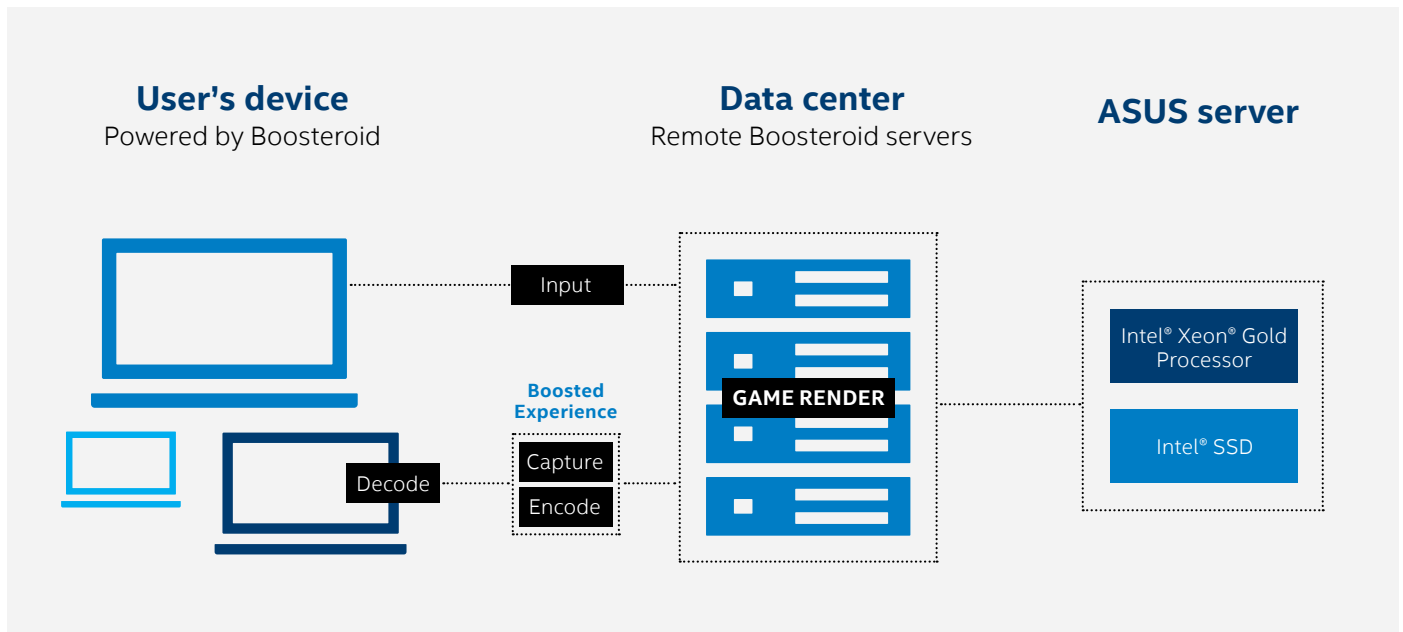 User’s device
Powered by Boosteroid
Data center
Remote Boosteroid servers
ASUS server
Input
GAME RENDER
Boosted
Experience
Capture
Encode
Decode
Intel® Xeon® Gold
Processor
Intel® SSD